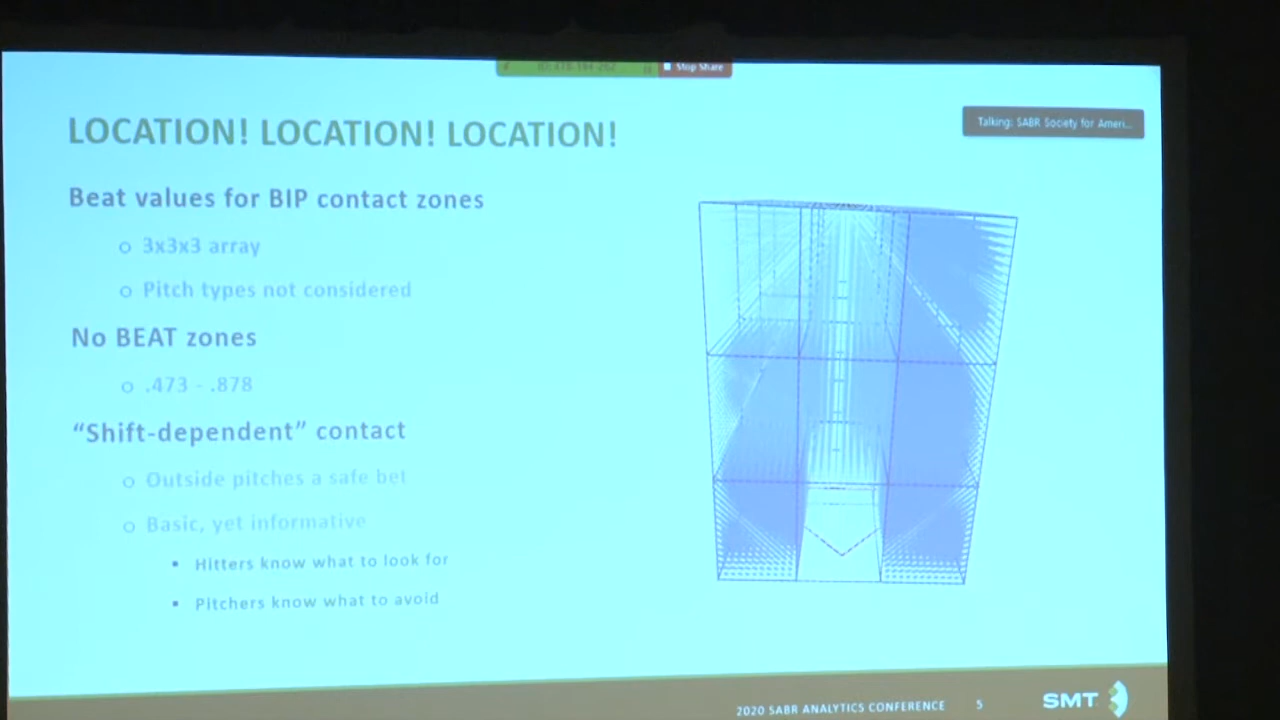 Stop Share
Talking: SABR Society for Ameri...
LOCATION! LOCATION! LOCATION!
Beat values for BIP contact zones
o 3x3x3 array
o Pitch types not considered
No BEAT zones
o .473 - .878
“Shift-dependent” contact
o Outside pitches a safe bet
o Basic, yet informative
▪ Hitters know what to look for
▪ Pitchers know what to avoid
2020 SABR ANALYTICS CONFERENCE 5 SMT